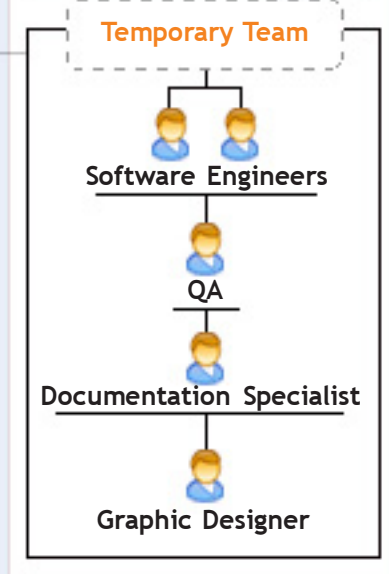 Temporary Team
Software Engineers
QA
Documentation Specialist
Graphic Designer